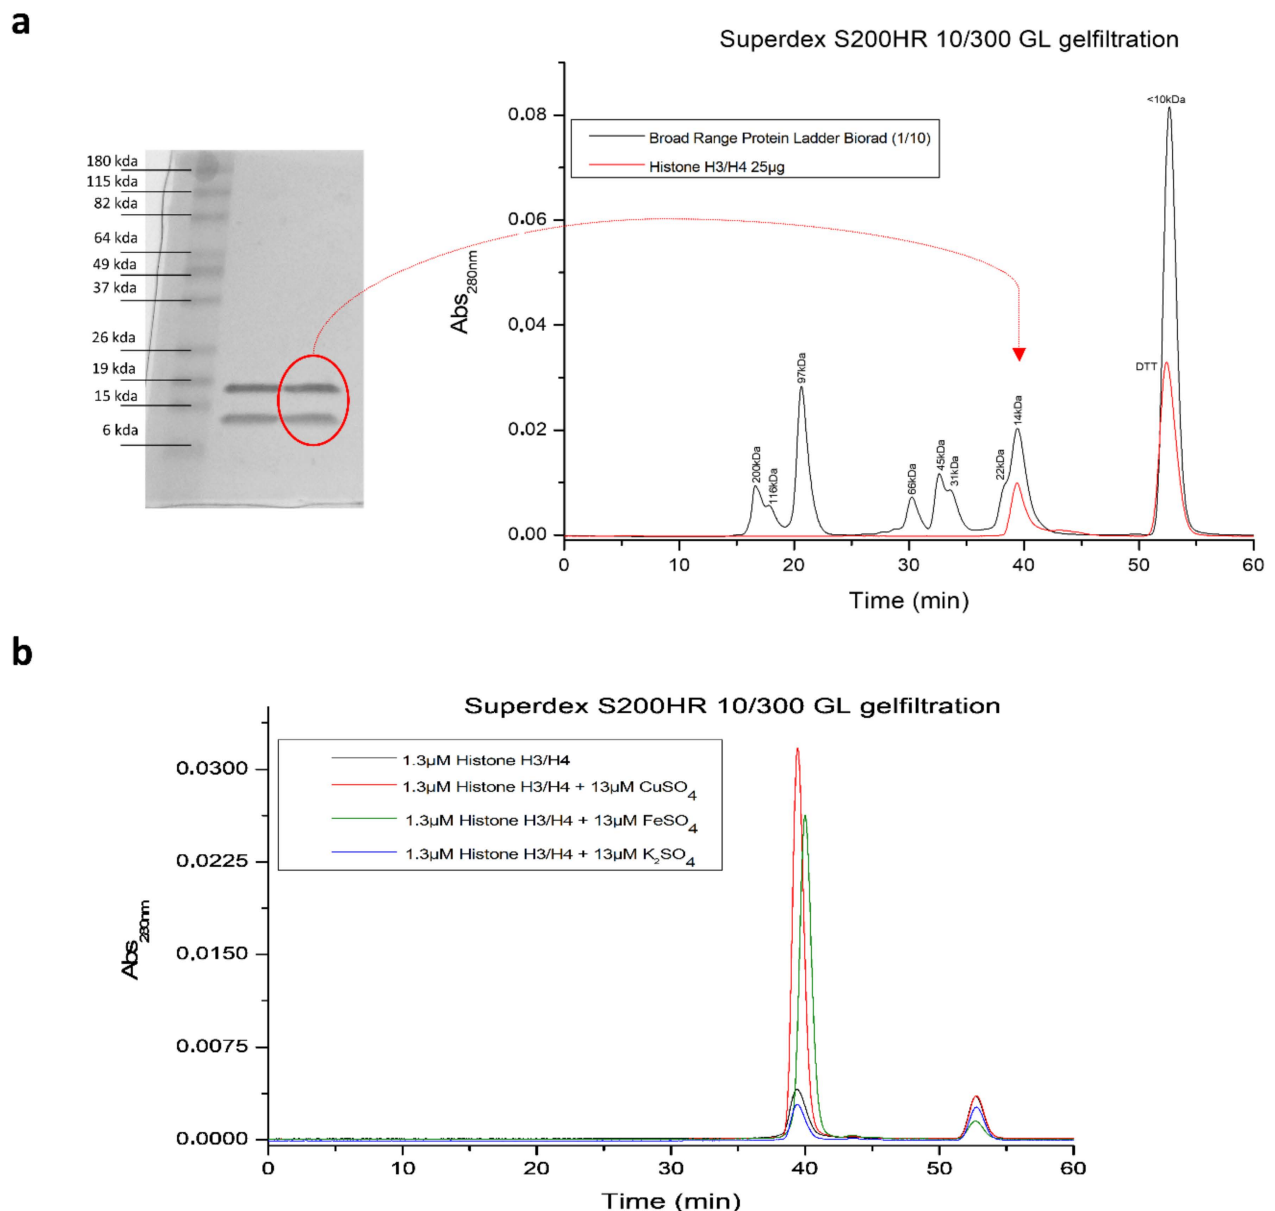 a
Superdex S200HR 10/300 GL gelfiltration
180 kda
115 kda
82 kda
64 kda
49 kda
37 kda
26 kda
19 kda
15 kda
6 kda
Broad Range Protein Ladder Biorad (1/10)
Histone H3/H4 25µg
0.08
0.06
0.04
0.02
0.00
Abs280nm
200kDa
116kDa
97kDa
66kDa
45kDa
31kDa
22kDa
14kDa
<10kDa
DTT
0
10
20
30
40
50
60
Time (min)
b
Superdex S200HR 10/300 GL gelfiltration
1.3µM Histone H3/H4
1.3µM Histone H3/H4 + 13µM CuSO4
1.3µM Histone H3/H4 + 13µM FeSO4
1.3µM Histone H3/H4 + 13µM K2SO4
0.0300
0.0225
0.0150
0.0075
0.0000
Abs280nm
0
10
20
30
40
50
60
Time (min)